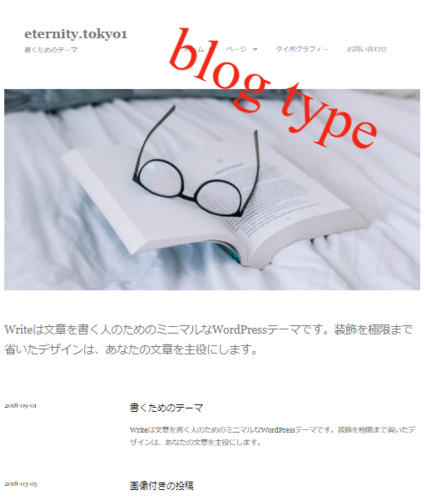 eternity.tokyo1
書くためのテーマ
ホーム ページ タイポグラフィー お問い合わせ
blog type
Writeは文章を書く人のためのミニマルなWordPressテーマです。装飾を極限まで
省いたデザインは、あなたの文章を主役にします。
2018-09-01
書くためのテーマ
Writeは文章を書く人のためのミニマルなWordPressテーマです。装飾を極限まで省いたデ
ザインは、あなたの文章を主役にします。
2018-03-05
画像付きの投稿